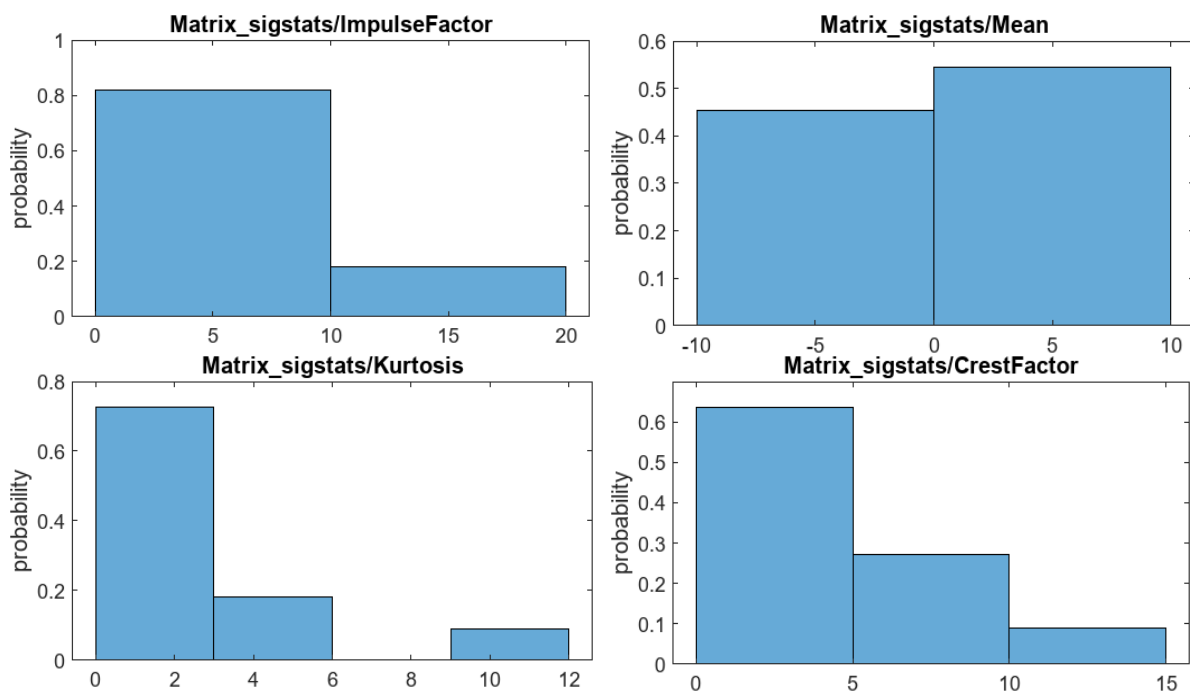 Matrix_sigstats/ImpulseFactor
1
0.8
0.6
0.4
0.2
0
probability
0 5 10 15 20
Matrix_sigstats/Mean
0.6
0.5
0.4
0.3
0.2
0.1
0
probability
-10 -5 0 5 10
Matrix_sigstats/Kurtosis
0.8
0.6
0.4
0.2
0
probability
0 2 4 6 8 10 12
Matrix_sigstats/CrestFactor
0.6
0.5
0.4
0.3
0.2
0.1
0
probability
0 5 10 15